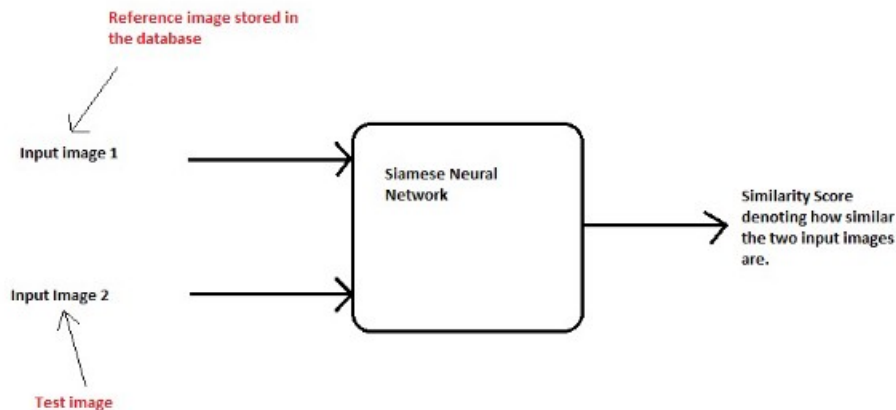 Reference image stored in
the database
Input image 1
Siamese Neural
Network
Similarity Score
denoting how similar
the two input images
are.
Input Image 2
Test image